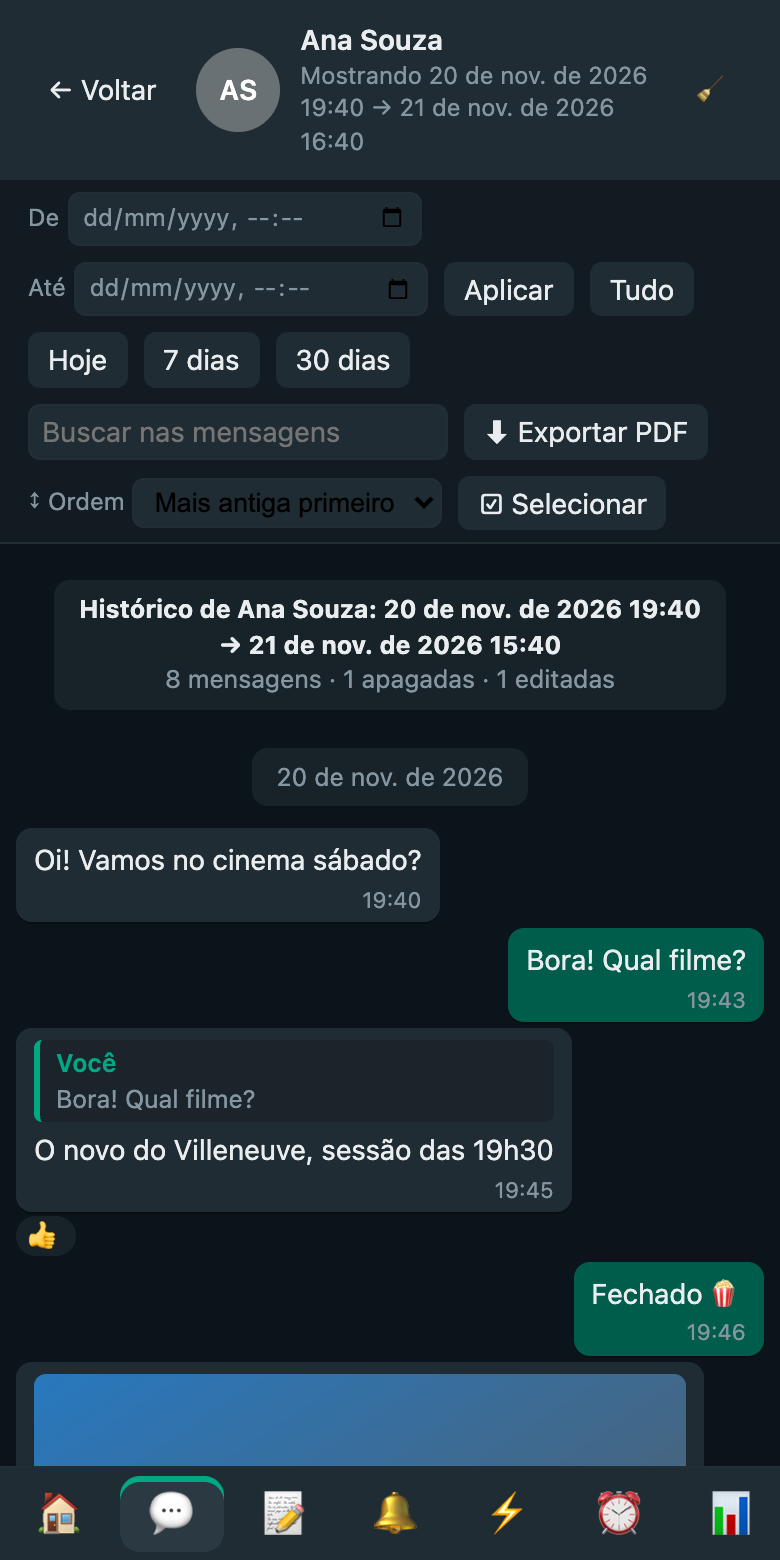 ← Voltar
AS
Ana Souza
Mostrando 20 de nov. de 2026
19:40 → 21 de nov. de 2026
16:40
De dd/mm/yyyy, --:--
Até dd/mm/yyyy, --:-- Aplicar Tudo
Hoje 7 dias 30 dias
Buscar nas mensagens ⬇ Exportar PDF
↕ Ordem Mais antiga primeiro ☑ Selecionar
Histórico de Ana Souza: 20 de nov. de 2026 19:40
→ 21 de nov. de 2026 15:40
8 mensagens · 1 apagadas · 1 editadas
20 de nov. de 2026
Oi! Vamos no cinema sábado?
19:40
Bora! Qual filme?
19:43
Você
Bora! Qual filme?
O novo do Villeneuve, sessão das 19h30
19:45
👍
Fechado 🍿
19:46